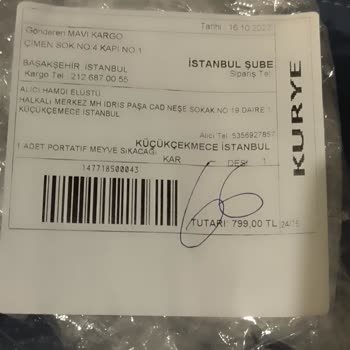 Gönderen MAVİ KARGO
Tarihi : 16.10.2022
ÇİMEN SOK NO:4 KAPI NO:1
BAŞAKŞEHİR İSTANBUL
İSTANBUL ŞUBE
Kargo Tel 212 687 00 55
Sipariş Tel
ALICI HAMDİ ELÜSTÜ
HALKALI MERKEZ MH İDRİS PAŞA CAD NEŞE SOKAK NO 19 DAİRE 1
KÜÇÜKÇEKMECE İSTANBUL
Alıcı Tel 5356927857
KÜÇÜKÇEKMECE İSTANBUL
1 ADET PORTATİF MEYVE SIKACAĞI
KAR
DESİ 1
147718500043
66
TUTARI: 799,00 TL
KURYE